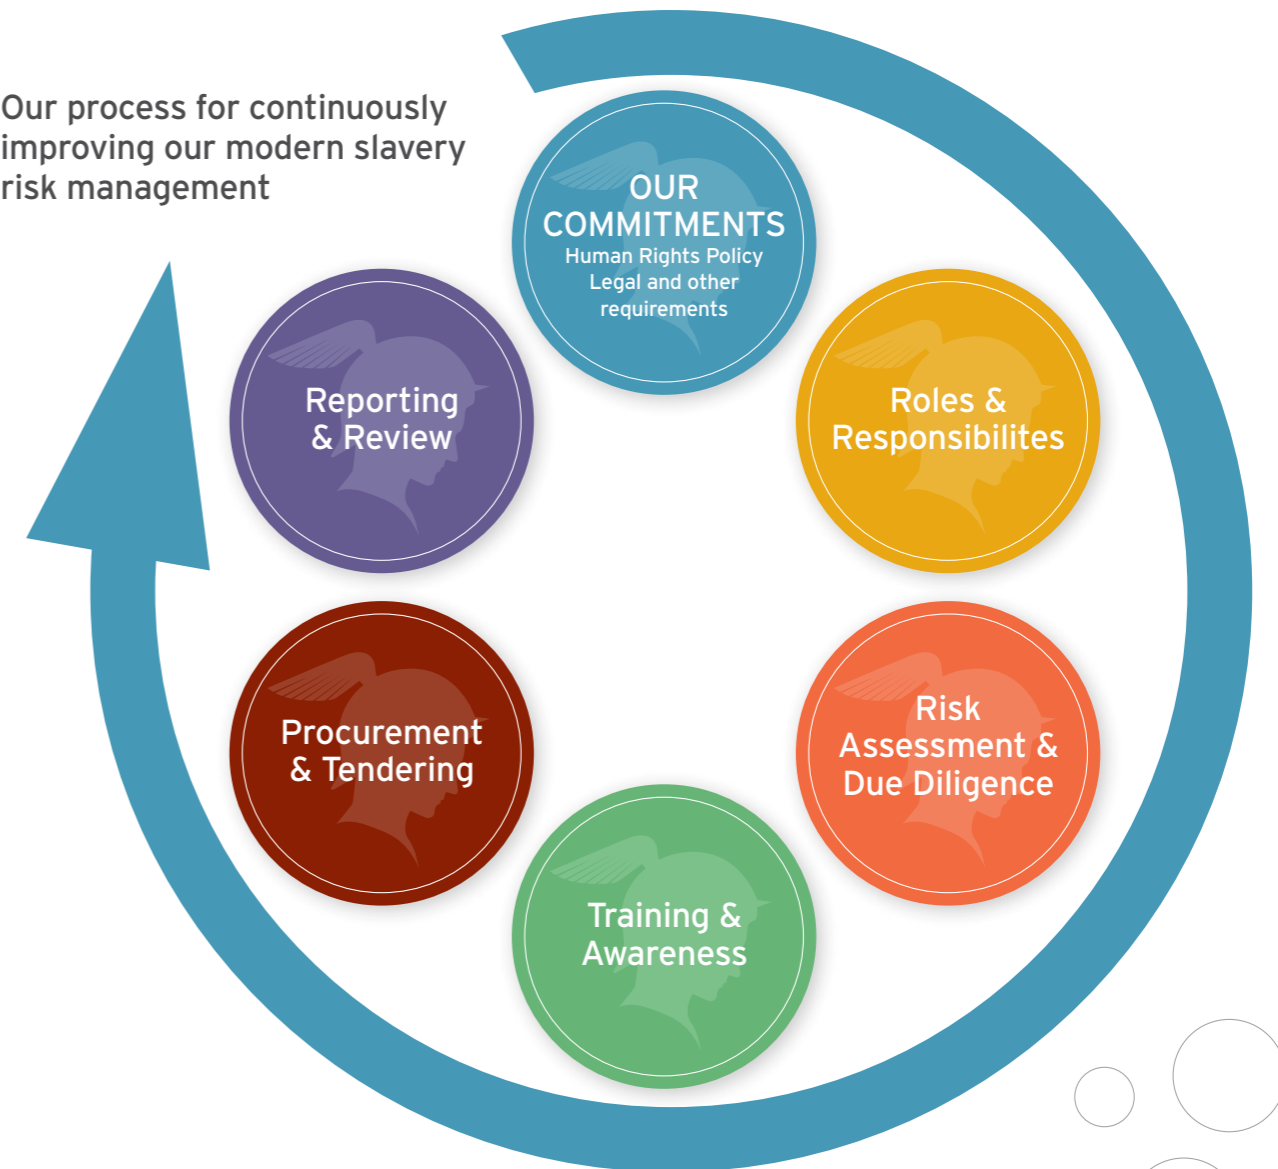 Our process for continuously
improving our modern slavery
risk management
OUR
COMMITMENTS
Human Rights Policy
Legal and other
requirements
Roles &
Responsibilites
Risk
Assessment &
Due Diligence
Training &
Awareness
Procurement
& Tendering
Reporting
& Review